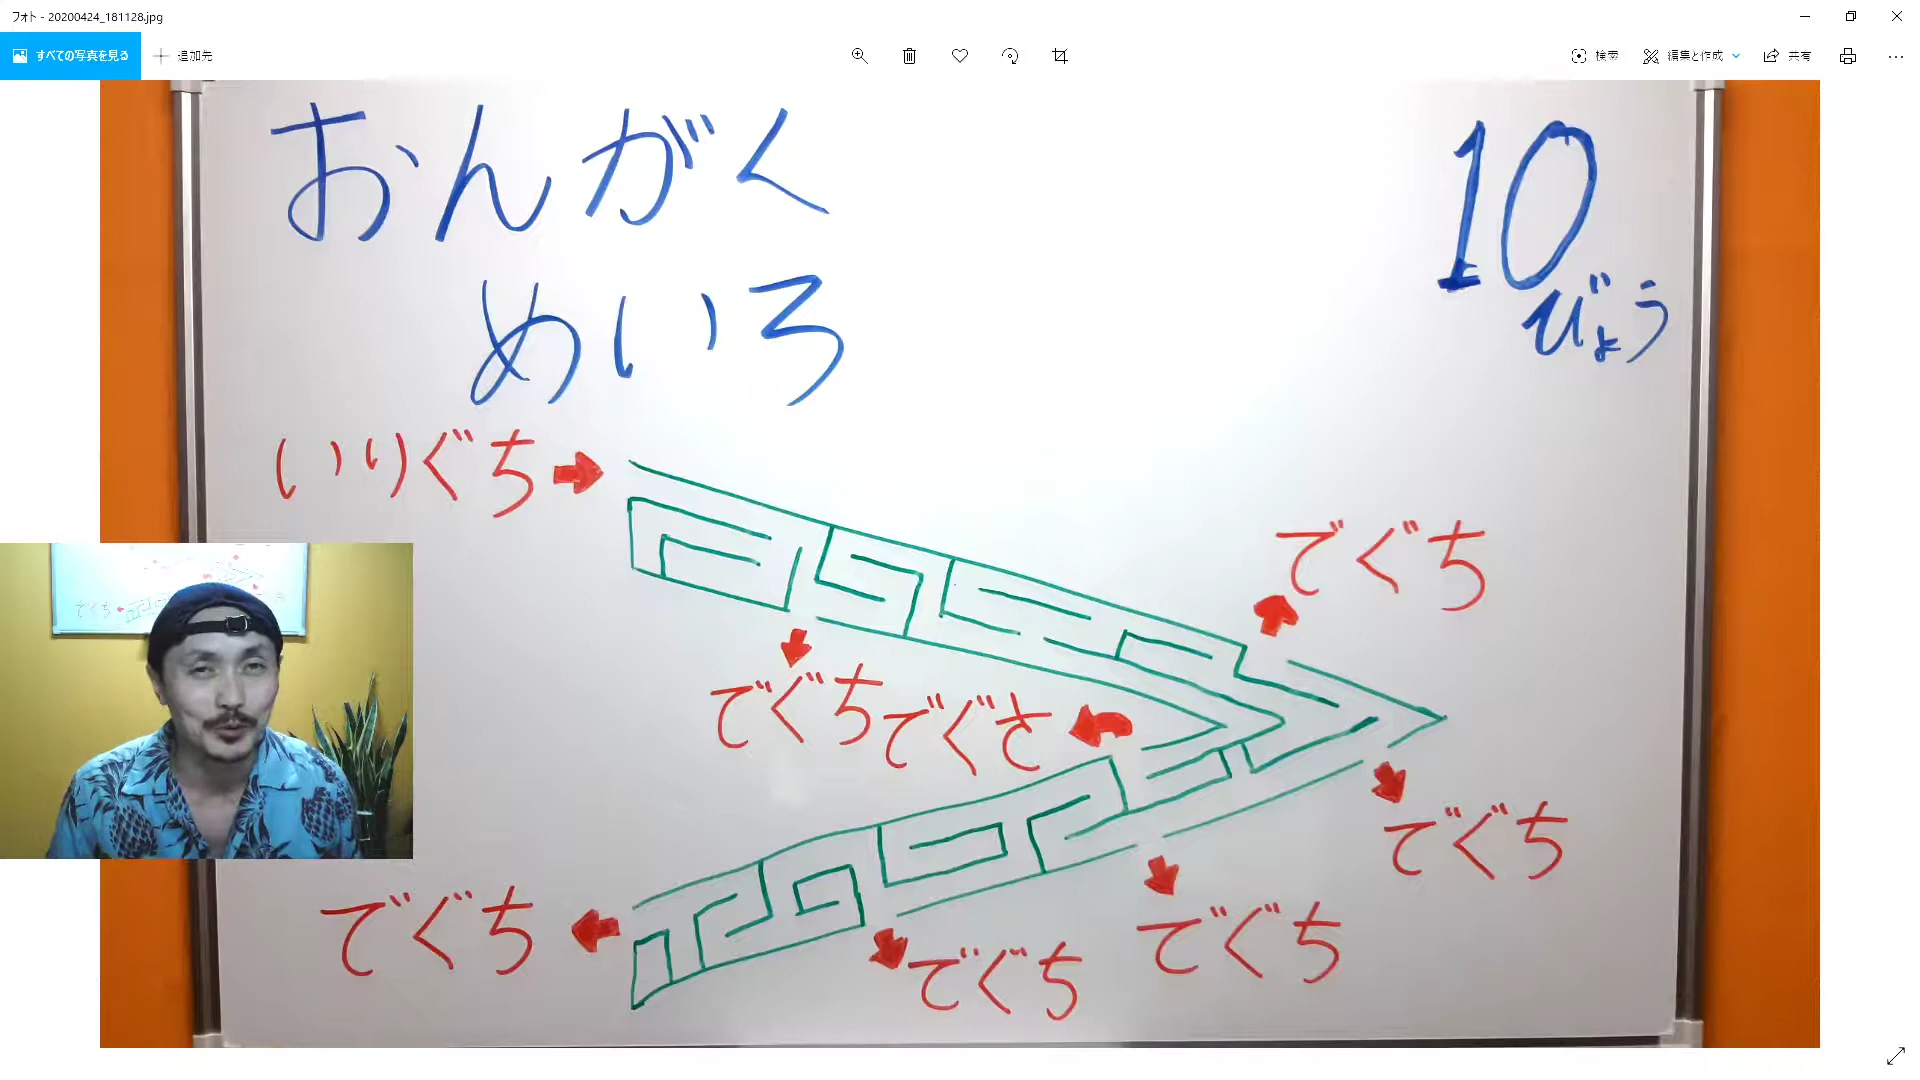 フォト - 20200424_181128.jpg
すべての写真を見る
追加先
検索
編集と作成
共有
おんがく
めいろ
10
びょう
いりぐち
でぐち
でぐち
でぐち
でぐち
でぐち
でぐち
でぐち